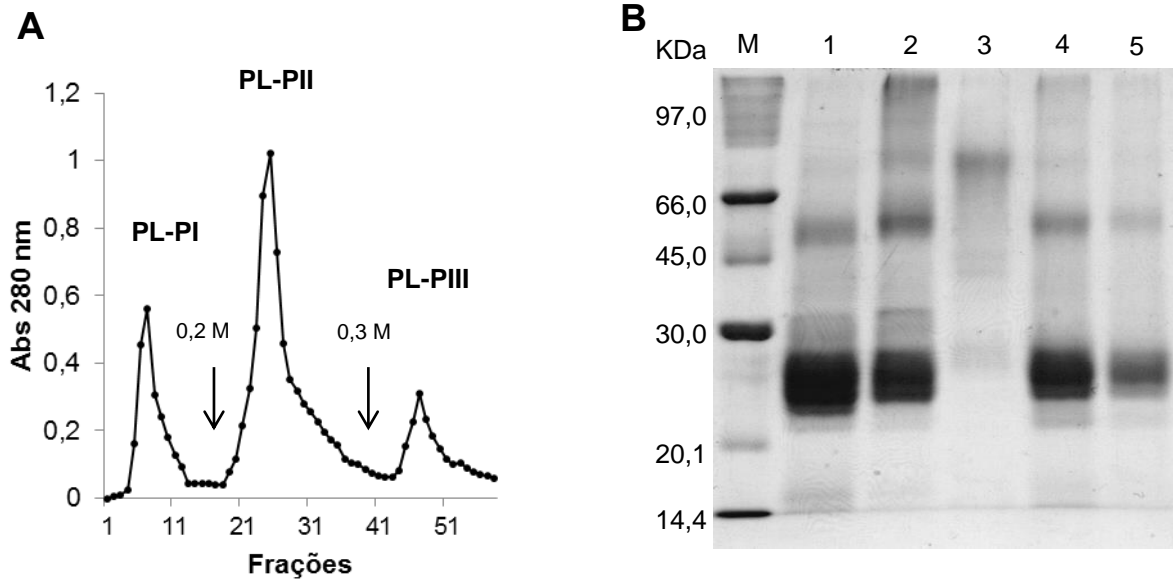 A
PL-PII
PL-PI
PL-PIII
0,2 M
0,3 M
Abs 280 nm
1,2
1
0,8
0,6
0,4
0,2
0
1 11 21 31 41 51
Frações
B
KDa M 1 2 3 4 5
97,0
66,0
45,0
30,0
20,1
14,4